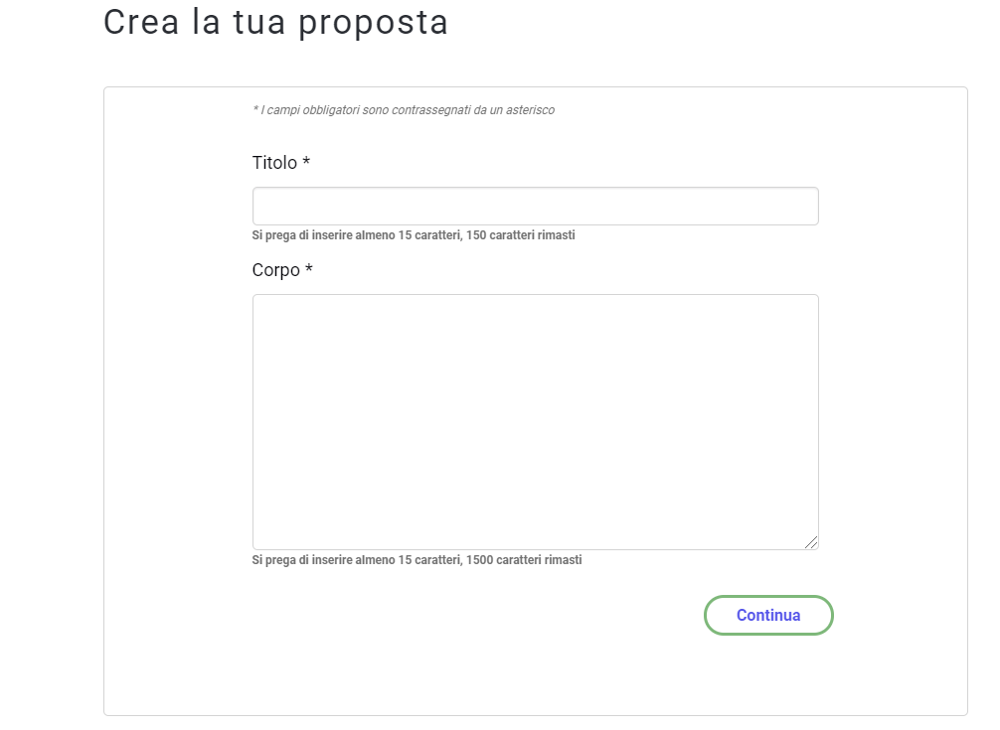 Crea la tua proposta
* I campi obbligatori sono contrassegnati da un asterisco
Titolo *
Si prega di inserire almeno 15 caratteri, 150 caratteri rimasti
Corpo *
Si prega di inserire almeno 15 caratteri, 1500 caratteri rimasti
Continua